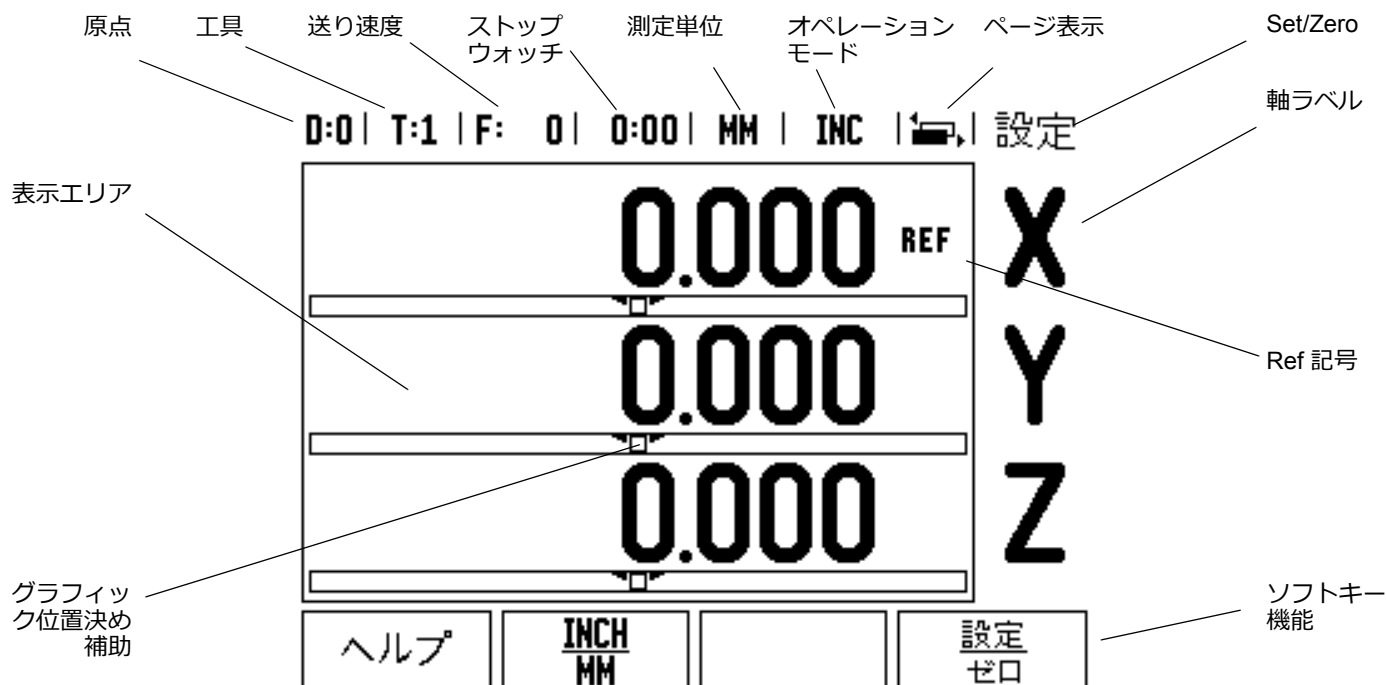 原点
工具
送り速度
ストップ
ウォッチ
測定単位
オペレーション
モード
ページ表示
Set/Zero
軸ラベル
D:0 | T:1 | F: 0 | 0:00 | MM | INC | | 設定
表示エリア
0.000 REF X
Ref 記号
0.000 Y
0.000 Z
グラフィッ
ク位置決め
補助
ソフトキー
機能
ヘルプ
INCH
MM
設定
ゼロ